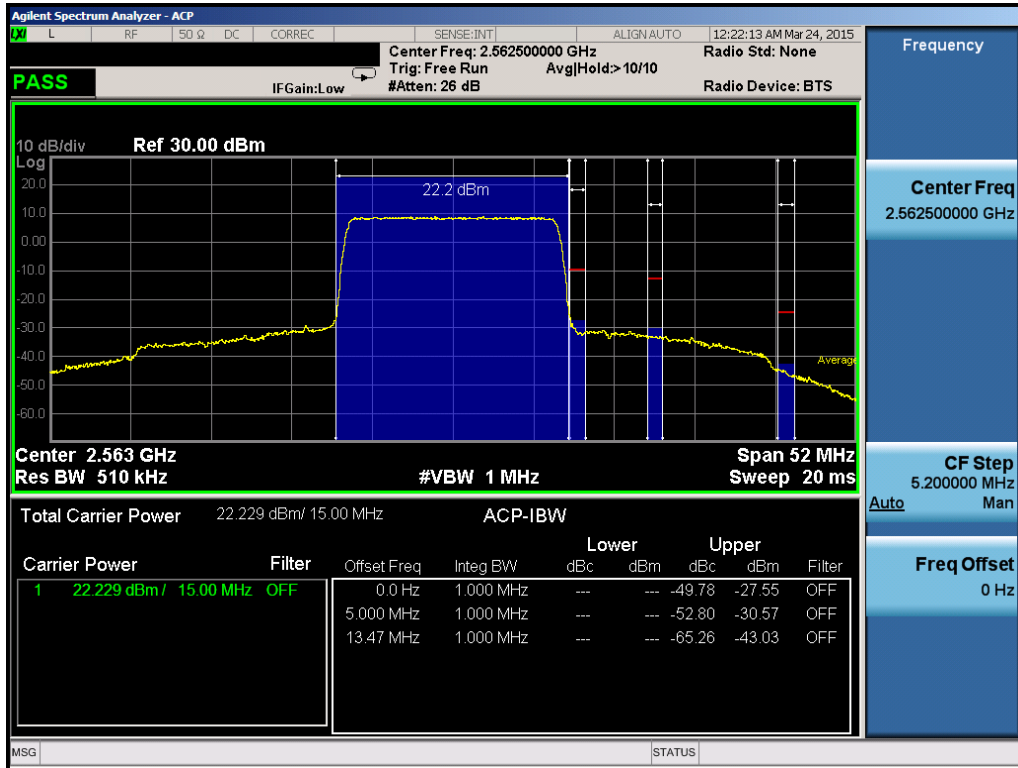 Agilent Spectrum Analyzer - ACP
LXI L RF 50 Ω DC CORREC SENSE:INT ALIGN AUTO 12:22:13 AM Mar 24, 2015
Center Freq: 2.562500000 GHz Radio Std: None
Trig: Free Run Avg|Hold:> 10/10
PASS IFGain:Low #Atten: 26 dB Radio Device: BTS
10 dB/div Ref 30.00 dBm
Log
20.0
10.0
0.00
-10.0
-20.0
-30.0
-40.0
-50.0
-60.0
22.2 dBm
Average
Center 2.563 GHz Span 52 MHz
Res BW 510 kHz #VBW 1 MHz Sweep 20 ms
Total Carrier Power 22.229 dBm/ 15.00 MHz ACP-IBW
Lower Upper
Carrier Power Filter Offset Freq Integ BW dBc dBm dBc dBm Filter
1 22.229 dBm / 15.00 MHz OFF 0.0 Hz 1.000 MHz --- --- -49.78 -27.55 OFF
5.000 MHz 1.000 MHz --- --- -52.80 -30.57 OFF
13.47 MHz 1.000 MHz --- --- -65.26 -43.03 OFF
MSG STATUS
Frequency
Center Freq
2.562500000 GHz
CF Step
5.200000 MHz
Auto Man
Freq Offset
0 Hz